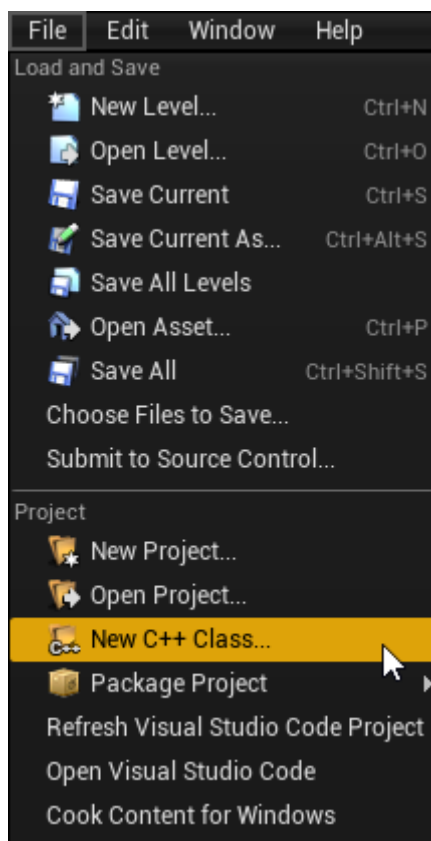 File Edit Window Help
Load and Save
New Level... Ctrl+N
Open Level... Ctrl+O
Save Current Ctrl+S
Save Current As... Ctrl+Alt+S
Save All Levels
Open Asset... Ctrl+P
Save All Ctrl+Shift+S
Choose Files to Save...
Submit to Source Control...
Project
New Project...
Open Project...
C++ New C++ Class...
Package Project
Refresh Visual Studio Code Project
Open Visual Studio Code
Cook Content for Windows